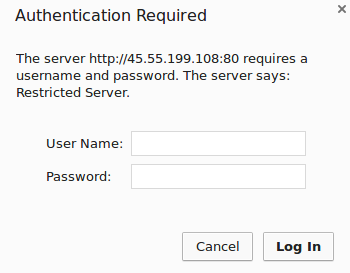 Authentication Required
The server http://45.55.199.108:80 requires a
username and password. The server says:
Restricted Server.
User Name:
Password:
Cancel
Log In